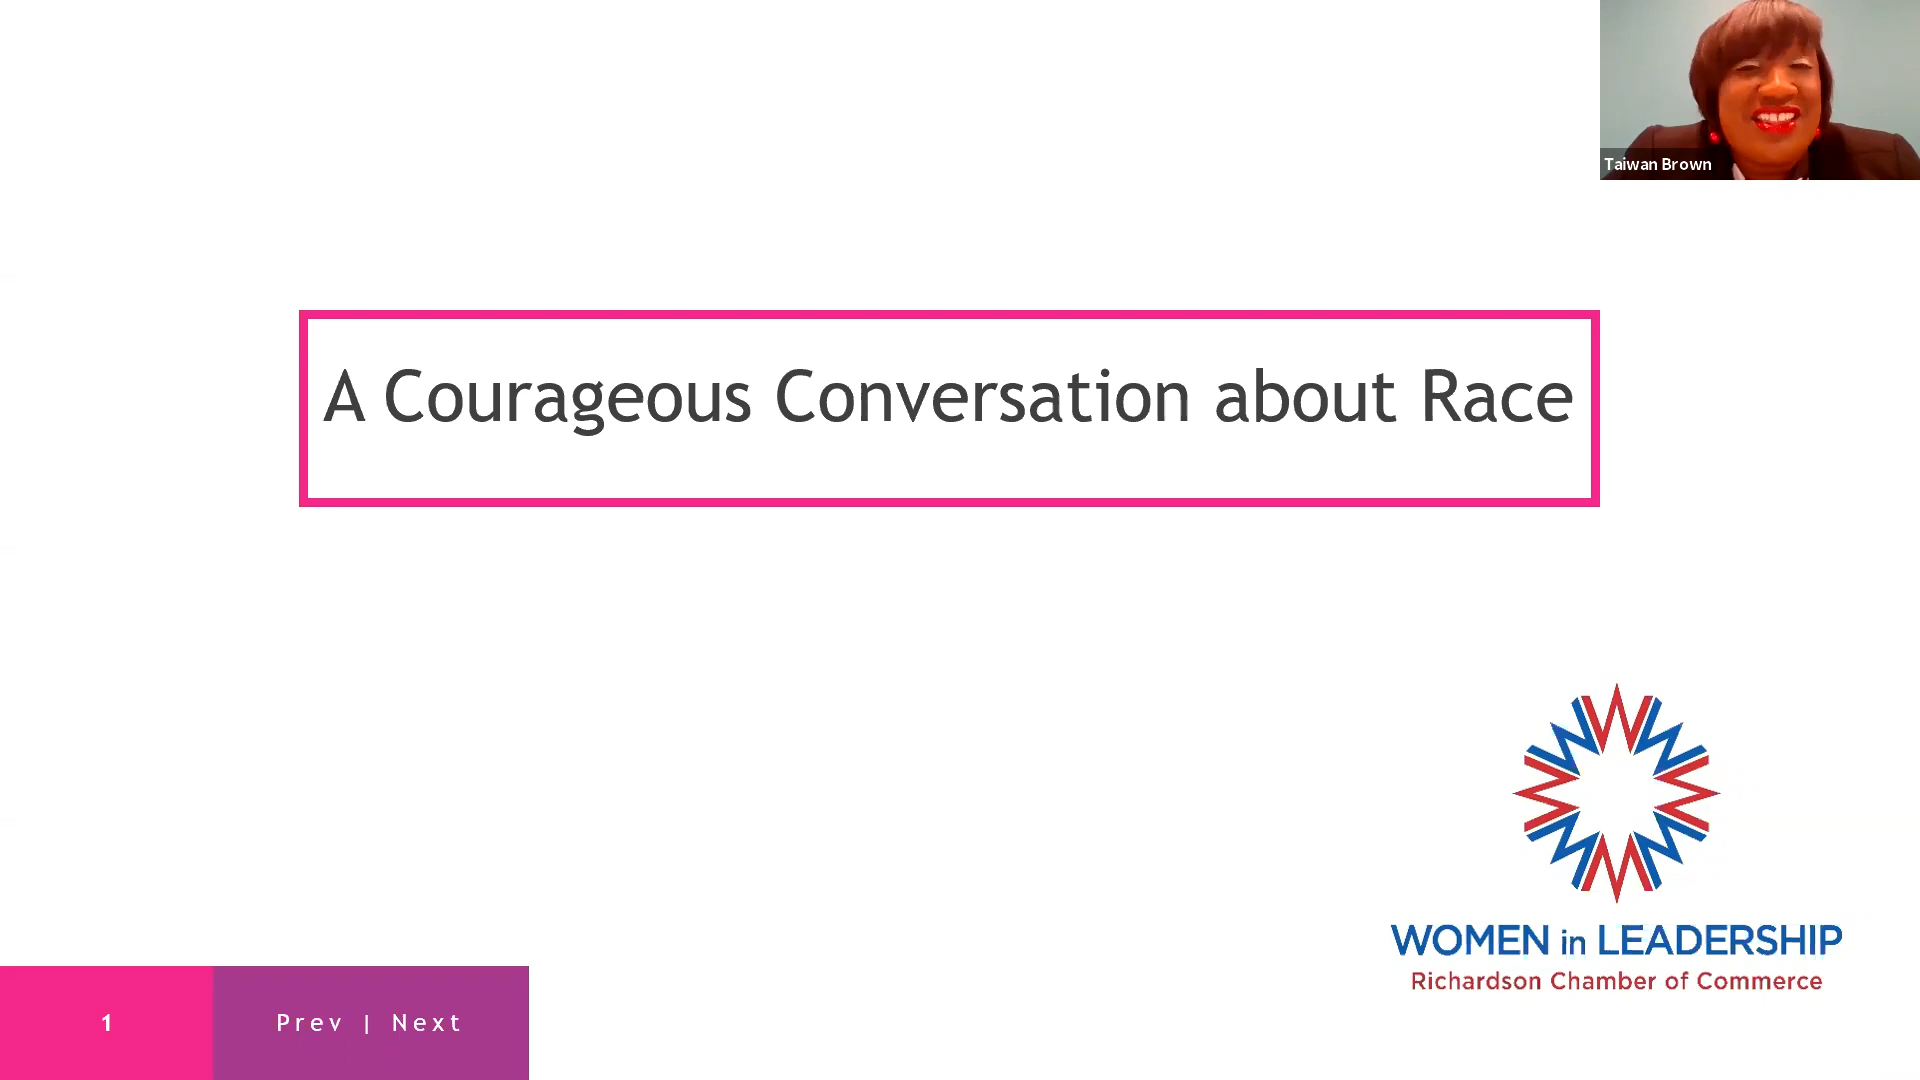 Taiwan Brown
A Courageous Conversation about Race
WOMEN in LEADERSHIP
Richardson Chamber of Commerce
1
Prev | Next